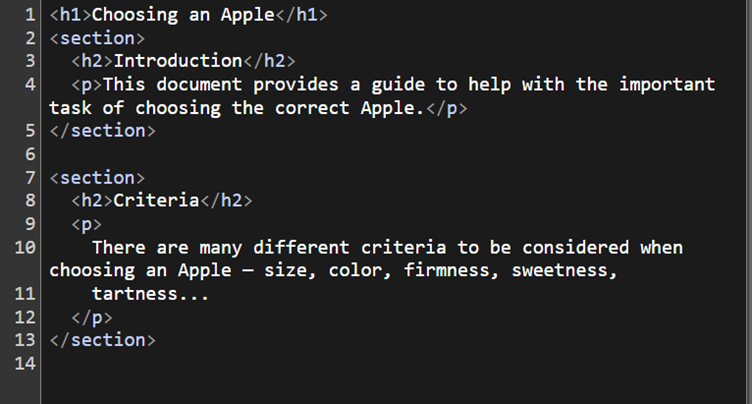 1 <h1>Choosing an Apple</h1>
2 <section>
3   <h2>Introduction</h2>
4   <p>This document provides a guide to help with the important
task of choosing the correct Apple.</p>
5 </section>
6
7 <section>
8   <h2>Criteria</h2>
9   <p>
10     There are many different criteria to be considered when
choosing an Apple — size, color, firmness, sweetness,
11     tartness...
12   </p>
13 </section>
14